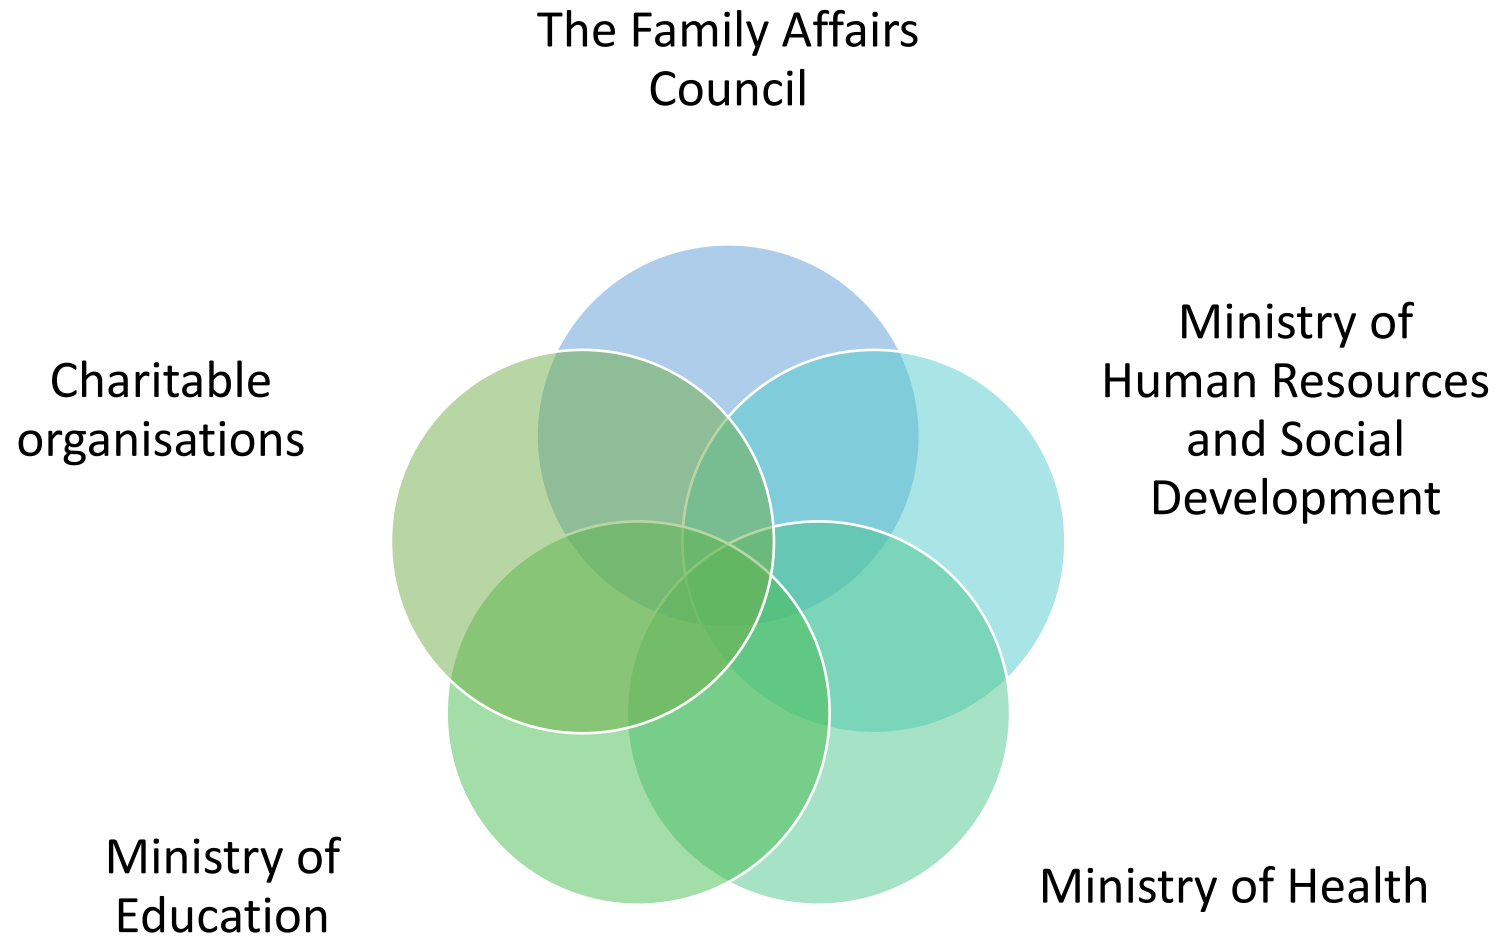 The Family Affairs
Council
Ministry of
Human Resources
and Social
Development
Ministry of Health
Ministry of
Education
Charitable
organisations